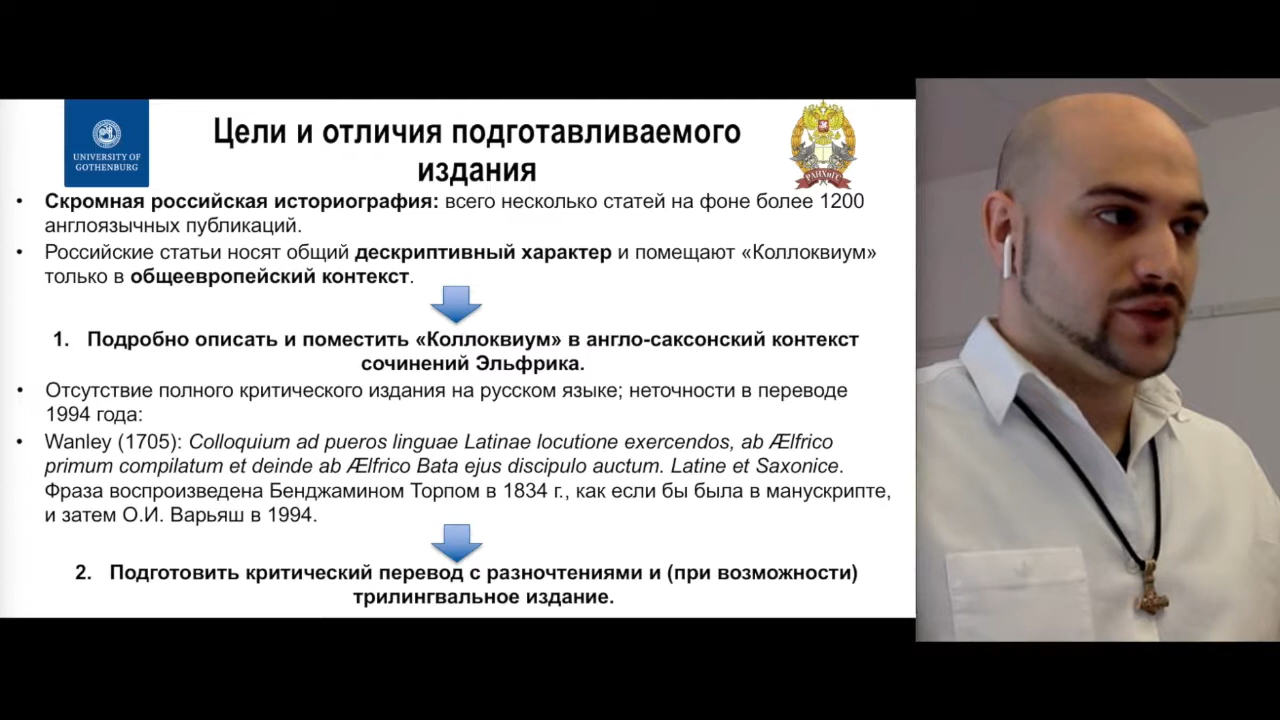 UNIVERSITY OF
GOTHENBURG
Цели и отличия подготавливаемого
издания
РАНХиГС
• Скромная российская историография: всего несколько статей на фоне более 1200
англоязычных публикаций.
• Российские статьи носят общий дескриптивный характер и помещают «Коллоквиум»
только в общеевропейский контекст.
1. Подробно описать и поместить «Коллоквиум» в англо-саксонский контекст
сочинений Эльфрика.
• Отсутствие полного критического издания на русском языке; неточности в переводе
1994 года:
• Wanley (1705): Colloquium ad pueros linguae Latinae locutione exercendos, ab Ælfrico
primum compilatum et deinde ab Ælfrico Bata ejus discipulo auctum. Latine et Saxonice.
Фраза воспроизведена Бенджамином Торпом в 1834 г., как если бы была в манускрипте,
и затем О.И. Варьяш в 1994.
2. Подготовить критический перевод с разночтениями и (при возможности)
трилингвальное издание.